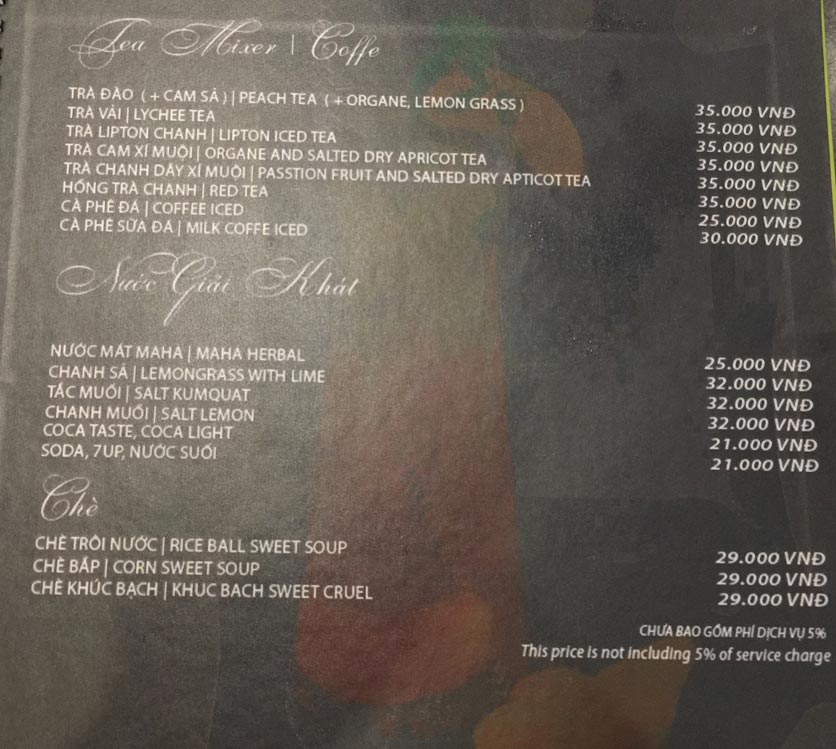 Tea Mixer | Coffe
TRÀ ĐÀO ( + CAM SẢ ) | PEACH TEA ( + ORGANE, LEMON GRASS ) 35.000 VNĐ
TRÀ VẢI | LYCHEE TEA 35.000 VNĐ
TRÀ LIPTON CHANH | LIPTON ICED TEA 35.000 VNĐ
TRÀ CAM XÍ MUỘI | ORGANE AND SALTED DRY APRICOT TEA 35.000 VNĐ
TRÀ CHANH DÂY XÍ MUỘI | PASSTION FRUIT AND SALTED DRY APTICOT TEA 35.000 VNĐ
HỒNG TRÀ CHANH | RED TEA 35.000 VNĐ
CÀ PHÊ ĐÁ | COFFEE ICED 25.000 VNĐ
CÀ PHÊ SỮA ĐÁ | MILK COFFE ICED 30.000 VNĐ
Nước Giải Khát
NƯỚC MÁT MAHA | MAHA HERBAL 25.000 VNĐ
CHANH SẢ | LEMONGRASS WITH LIME 32.000 VNĐ
TẮC MUỐI | SALT KUMQUAT 32.000 VNĐ
CHANH MUỐI | SALT LEMON 32.000 VNĐ
COCA TASTE, COCA LIGHT 21.000 VNĐ
SODA, 7UP, NƯỚC SUỐI 21.000 VNĐ
Chè
CHÈ TRÔI NƯỚC | RICE BALL SWEET SOUP 29.000 VNĐ
CHÈ BẮP | CORN SWEET SOUP 29.000 VNĐ
CHÈ KHÚC BẠCH | KHUC BACH SWEET CRUEL 29.000 VNĐ
CHƯA BAO GỒM PHÍ DỊCH VỤ 5%
This price is not including 5% of service charge